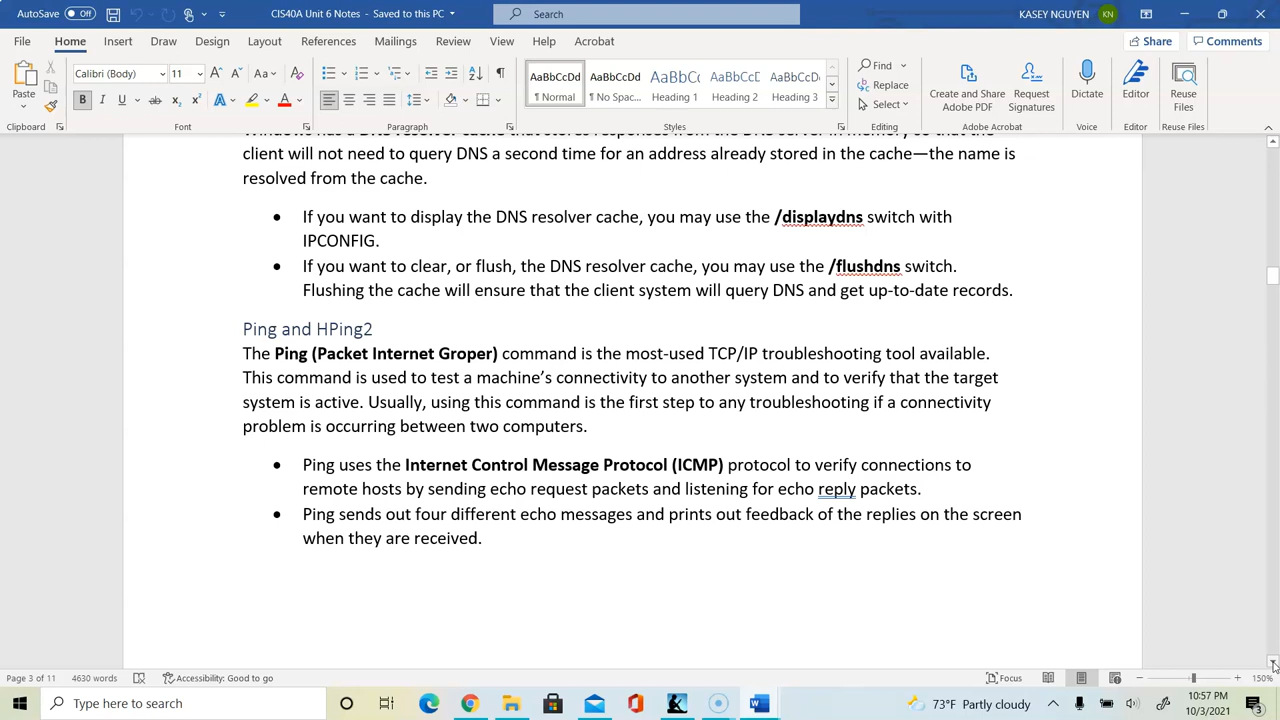 AutoSave Off CIS40A Unit 6 Notes • Saved to this PC Search KASEY NGUYEN KN
File Home Insert Draw Design Layout References Mailings Review View Help Acrobat Share Comments
Paste
Calibri (Body) 11
AaBbCcDd AaBbCcDd AaBbCc AaBbCcD AaBbCcD
¶ Normal ¶ No Spac... Heading 1 Heading 2 Heading 3
Find
Replace
Select
Create and Share Adobe PDF
Request Signatures
Dictate
Editor
Reuse Files
Clipboard Font Paragraph Styles Editing Adobe Acrobat Voice Editor Reuse Files
client will not need to query DNS a second time for an address already stored in the cache—the name is
resolved from the cache.
• If you want to display the DNS resolver cache, you may use the /displaydns switch with
IPCONFIG.
• If you want to clear, or flush, the DNS resolver cache, you may use the /flushdns switch.
Flushing the cache will ensure that the client system will query DNS and get up-to-date records.
Ping and HPing2
The Ping (Packet Internet Groper) command is the most-used TCP/IP troubleshooting tool available.
This command is used to test a machine's connectivity to another system and to verify that the target
system is active. Usually, using this command is the first step to any troubleshooting if a connectivity
problem is occurring between two computers.
• Ping uses the Internet Control Message Protocol (ICMP) protocol to verify connections to
remote hosts by sending echo request packets and listening for echo reply packets.
• Ping sends out four different echo messages and prints out feedback of the replies on the screen
when they are received.
Page 3 of 11 4630 words Accessibility: Good to go Focus 150%
Type here to search 73°F Partly cloudy 10:57 PM
10/3/2021 3